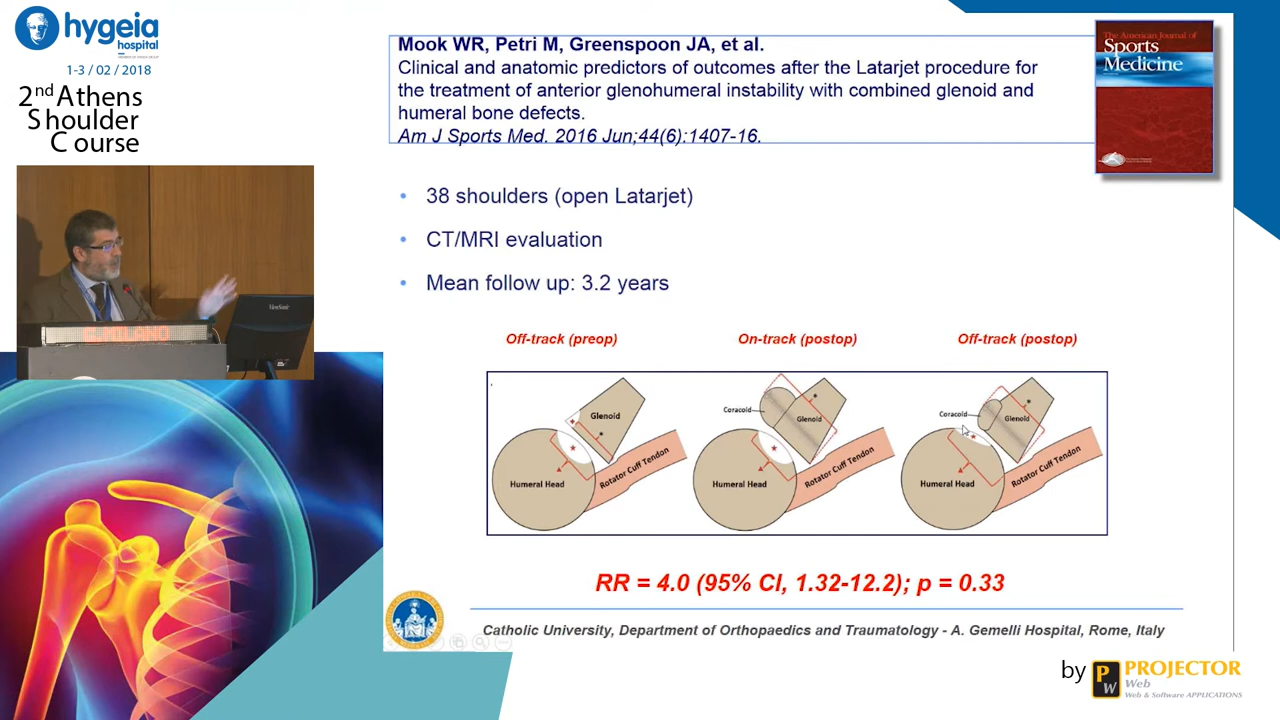 hygeia
hospital
1-3 / 02 / 2018
2nd Athens
Shoulder
Course
Mook WR, Petri M, Greenspoon JA, et al.
Clinical and anatomic predictors of outcomes after the Latarjet procedure for
the treatment of anterior glenohumeral instability with combined glenoid and
humeral bone defects.
Am J Sports Med. 2016 Jun;44(6):1407-16.
The American Journal of
Sports
Medicine
• 38 shoulders (open Latarjet)
• CT/MRI evaluation
• Mean follow up: 3.2 years
Off-track (preop)
On-track (postop)
Off-track (postop)
Glenoid
Humeral Head
Rotator Cuff Tendon
Coracoid
Glenoid
Humeral Head
Rotator Cuff Tendon
Coracoid
Glenoid
Humeral Head
Rotator Cuff Tendon
RR = 4.0 (95% CI, 1.32-12.2); p = 0.33
Catholic University, Department of Orthopaedics and Traumatology - A. Gemelli Hospital, Rome, Italy
by PW PROJECTOR
Web
Web & Software APPLICATIONS
ViewSonic